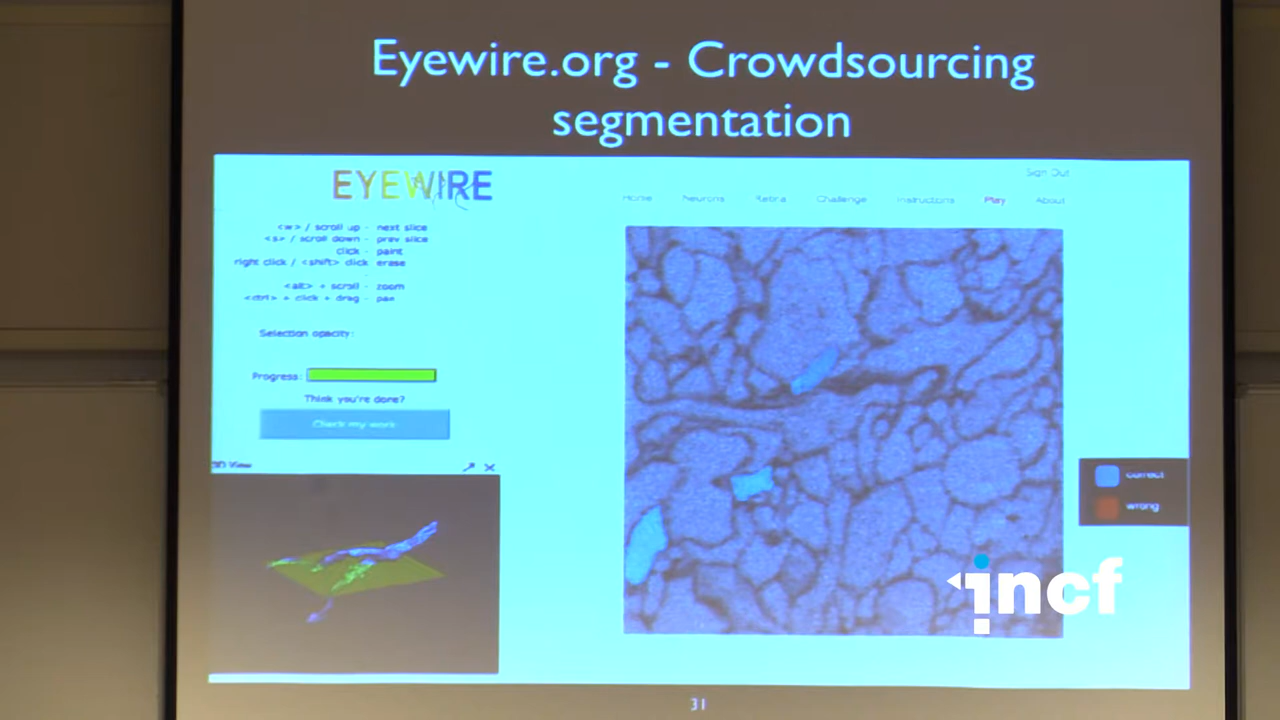 Eyewire.org - Crowdsourcing
segmentation
EYEWIRE
Sign Out
Home Neurons Retina Challenge Instructions Play About
<w> / scroll up - next slice
<s> / scroll down - prev slice
click - paint
right click / <shift> click erase
<alt> + scroll - zoom
<ctrl> + click + drag - pan
Selection opacity:
Progress:
Think you're done?
Check my work
3D View
correct
wrong
incf
31